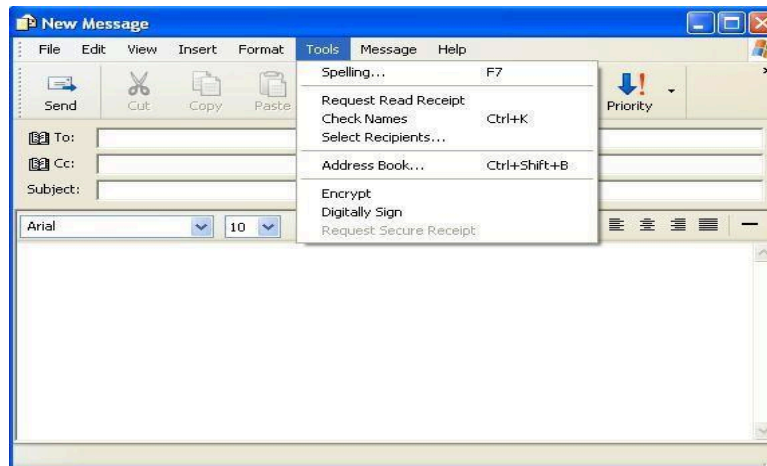 New Message
File Edit View Insert Format Tools Message Help
Send Cut Copy Paste Priority
Spelling... F7
Request Read Receipt
Check Names Ctrl+K
Select Recipients...
Address Book... Ctrl+Shift+B
Encrypt
Digitally Sign
Request Secure Receipt
To:
Cc:
Subject:
Arial 10